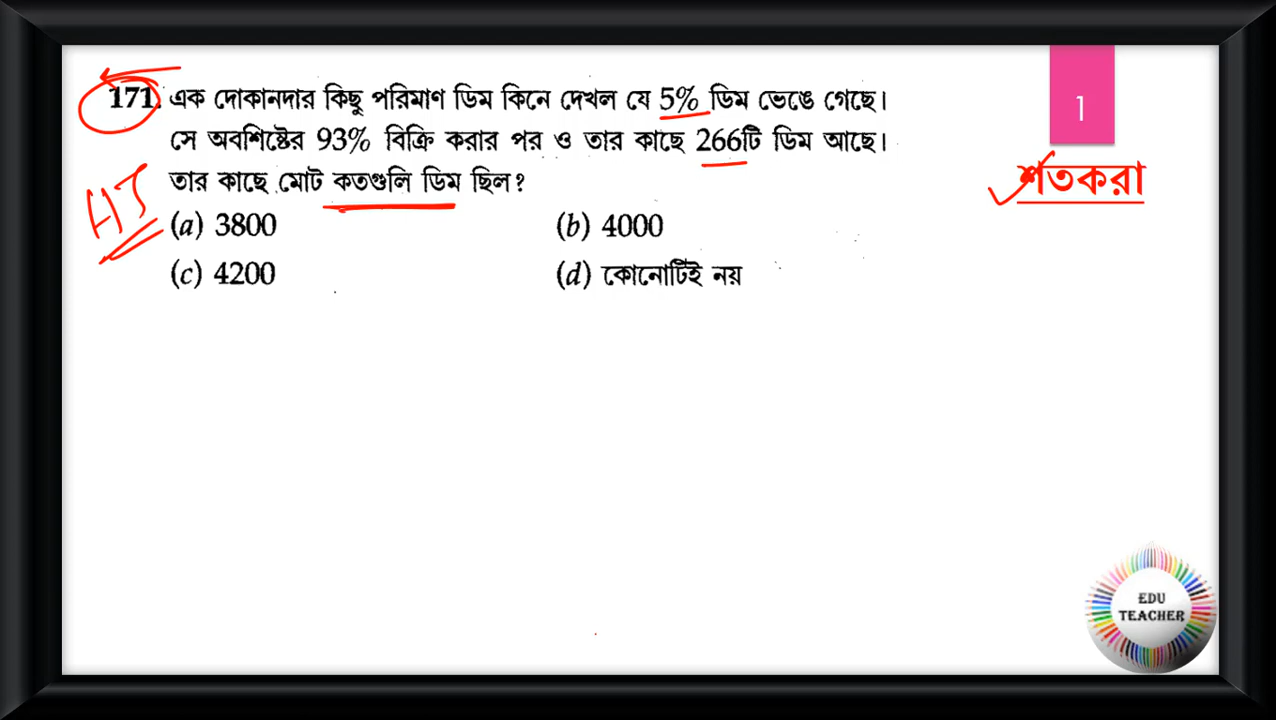 171. এক দোকানদার কিছু পরিমাণ ডিম কিনে দেখল যে 5% ডিম ভেঙে গেছে।
সে অবশিষ্টের 93% বিক্রি করার পর ও তার কাছে 266টি ডিম আছে।
তার কাছে মোট কতগুলি ডিম ছিল?
(a) 3800 (b) 4000
(c) 4200 (d) কোনোটিই নয়
1
শতকরা
EDU
TEACHER